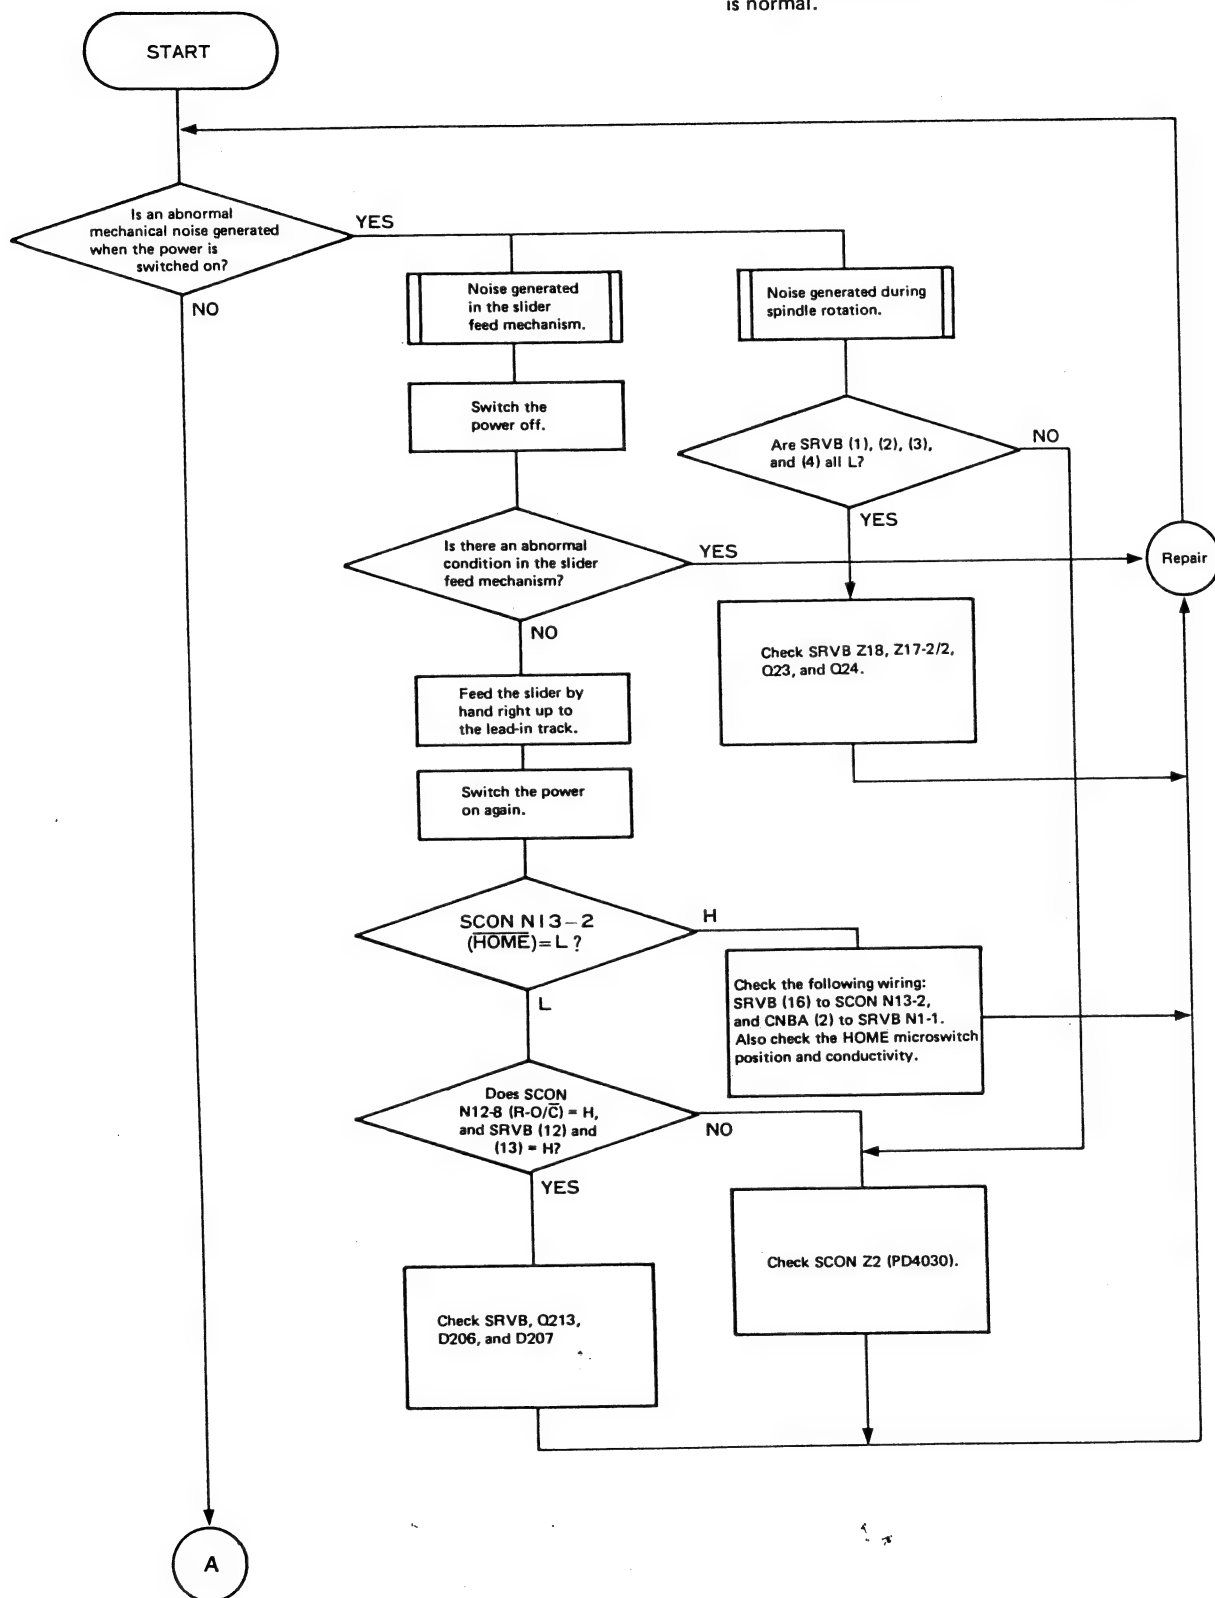 is normal.
START
Is an abnormal
mechanical noise generated
when the power is
switched on?
YES
NO
Noise generated
in the slider
feed mechanism.
Noise generated during
spindle rotation.
Switch the
power off.
Are SRVB (1), (2), (3),
and (4) all L?
NO
YES
Is there an abnormal
condition in the slider
feed mechanism?
YES
NO
Repair
Check SRVB Z18, Z17-2/2,
Q23, and Q24.
Feed the slider by
hand right up to
the lead-in track.
Switch the power
on again.
SCON N13-2
(H̅O̅M̅E̅)=L ?
H
L
Check the following wiring:
SRVB (16) to SCON N13-2,
and CNBA (2) to SRVB N1-1.
Also check the HOME microswitch
position and conductivity.
Does SCON
N12-8 (R-O/C̅) = H,
and SRVB (12) and
(13) = H?
NO
YES
Check SCON Z2 (PD4030).
Check SRVB, Q213,
D206, and D207
A